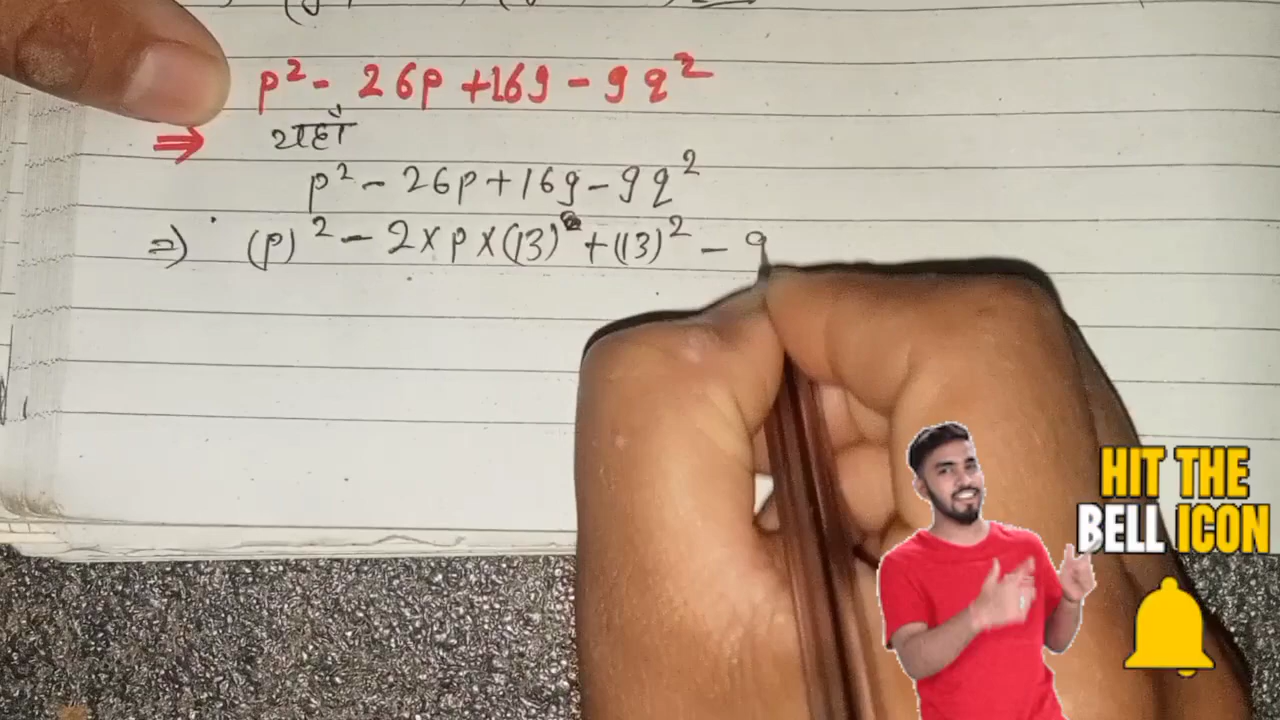 p² - 26p + 169 - 9q²
⇒ यहाँ
p² - 26p + 169 - 9q²
⇒) (p)² - 2 × p × (13) + (13)² - 9
HIT THE
BELL ICON